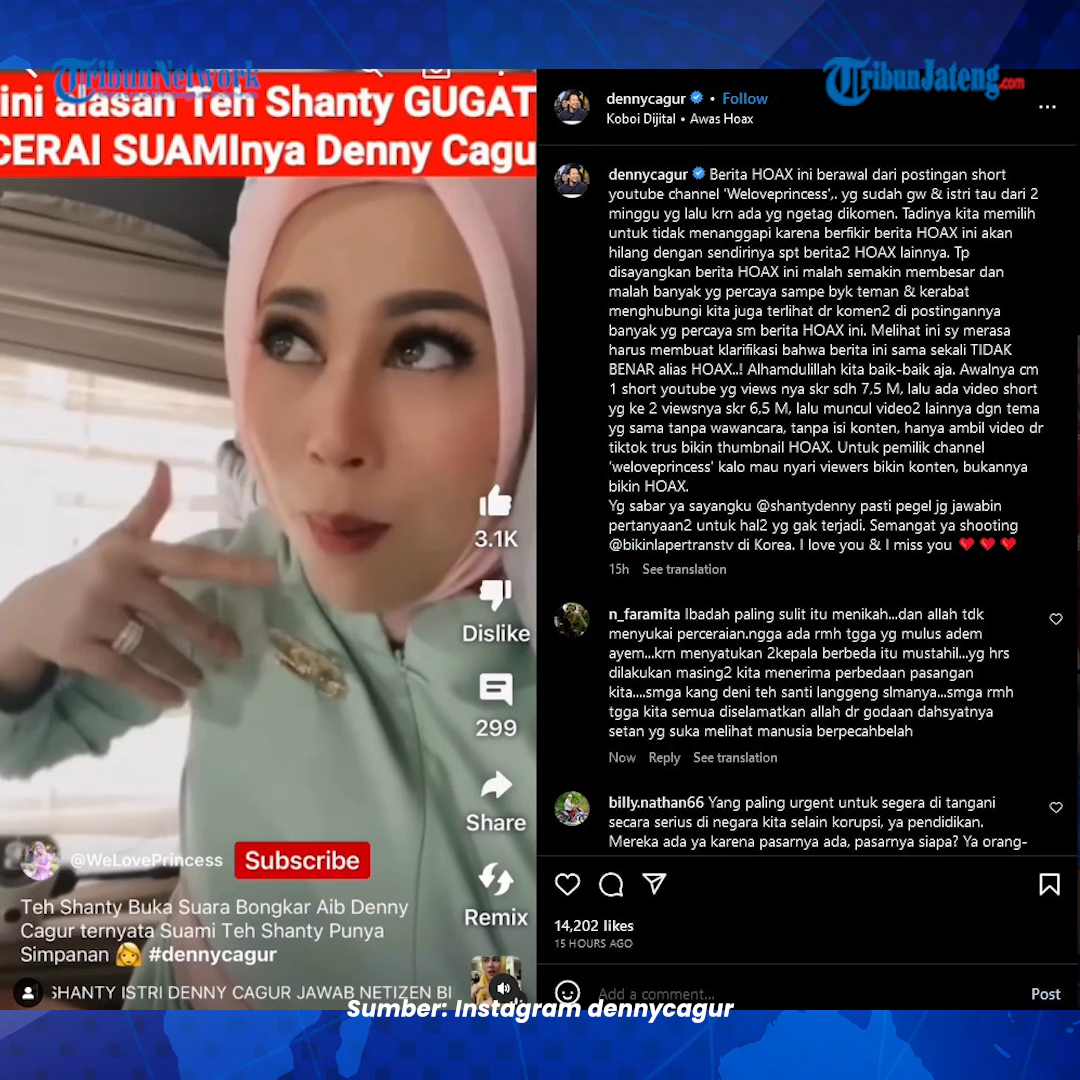 TribunNetwork
TribunJateng.com
ini alasan Teh Shanty GUGAT
CERAI SUAMInya Denny Cagu
3.1K
Dislike
299
Share
Remix
@WeLovePrincess
Subscribe
Teh Shanty Buka Suara Bongkar Aib Denny
Cagur ternyata Suami Teh Shanty Punya
Simpanan 👩 #dennycagur
SHANTY ISTRI DENNY CAGUR JAWAB NETIZEN BI
dennycagur • Follow
Koboi Dijital • Awas Hoax
dennycagur Berita HOAX ini berawal dari postingan short
youtube channel 'Weloveprincess',. yg sudah gw & istri tau dari 2
minggu yg lalu krn ada yg ngetag dikomen. Tadinya kita memilih
untuk tidak menanggapi karena berfikir berita HOAX ini akan
hilang dengan sendirinya spt berita2 HOAX lainnya. Tp
disayangkan berita HOAX ini malah semakin membesar dan
malah banyak yg percaya sampe byk teman & kerabat
menghubungi kita juga terlihat dr komen2 di postingannya
banyak yg percaya sm berita HOAX ini. Melihat ini sy merasa
harus membuat klarifikasi bahwa berita ini sama sekali TIDAK
BENAR alias HOAX..! Alhamdulillah kita baik-baik aja. Awalnya cm
1 short youtube yg views nya skr sdh 7,5 M, lalu ada video short
yg ke 2 viewsnya skr 6,5 M, lalu muncul video2 lainnya dgn tema
yg sama tanpa wawancara, tanpa isi konten, hanya ambil video dr
tiktok trus bikin thumbnail HOAX. Untuk pemilik channel
'weloveprincess' kalo mau nyari viewers bikin konten, bukannya
bikin HOAX.
Yg sabar ya sayangku @shantydenny pasti pegel jg jawabin
pertanyaan2 untuk hal2 yg gak terjadi. Semangat ya shooting
@bikinlapertranstv di Korea. I love you & I miss you ❤️❤️❤️
15h See translation
n_faramita Ibadah paling sulit itu menikah...dan allah tdk
menyukai perceraian.ngga ada rmh tgga yg mulus adem
ayem...krn menyatukan 2kepala berbeda itu mustahil...yg hrs
dilakukan masing2 kita menerima perbedaan pasangan
kita....smga kang deni teh santi langgeng slmanya...smga rmh
tgga kita semua diselamatkan allah dr godaan dahsyatnya
setan yg suka melihat manusia berpecahbelah
Now Reply See translation
billy.nathan66 Yang paling urgent untuk segera di tangani
secara serius di negara kita selain korupsi, ya pendidikan.
Mereka ada ya karena pasarnya ada, pasarnya siapa? Ya orang-
14,202 likes
15 HOURS AGO
Add a comment...
Post
Sumber: Instagram dennycagur